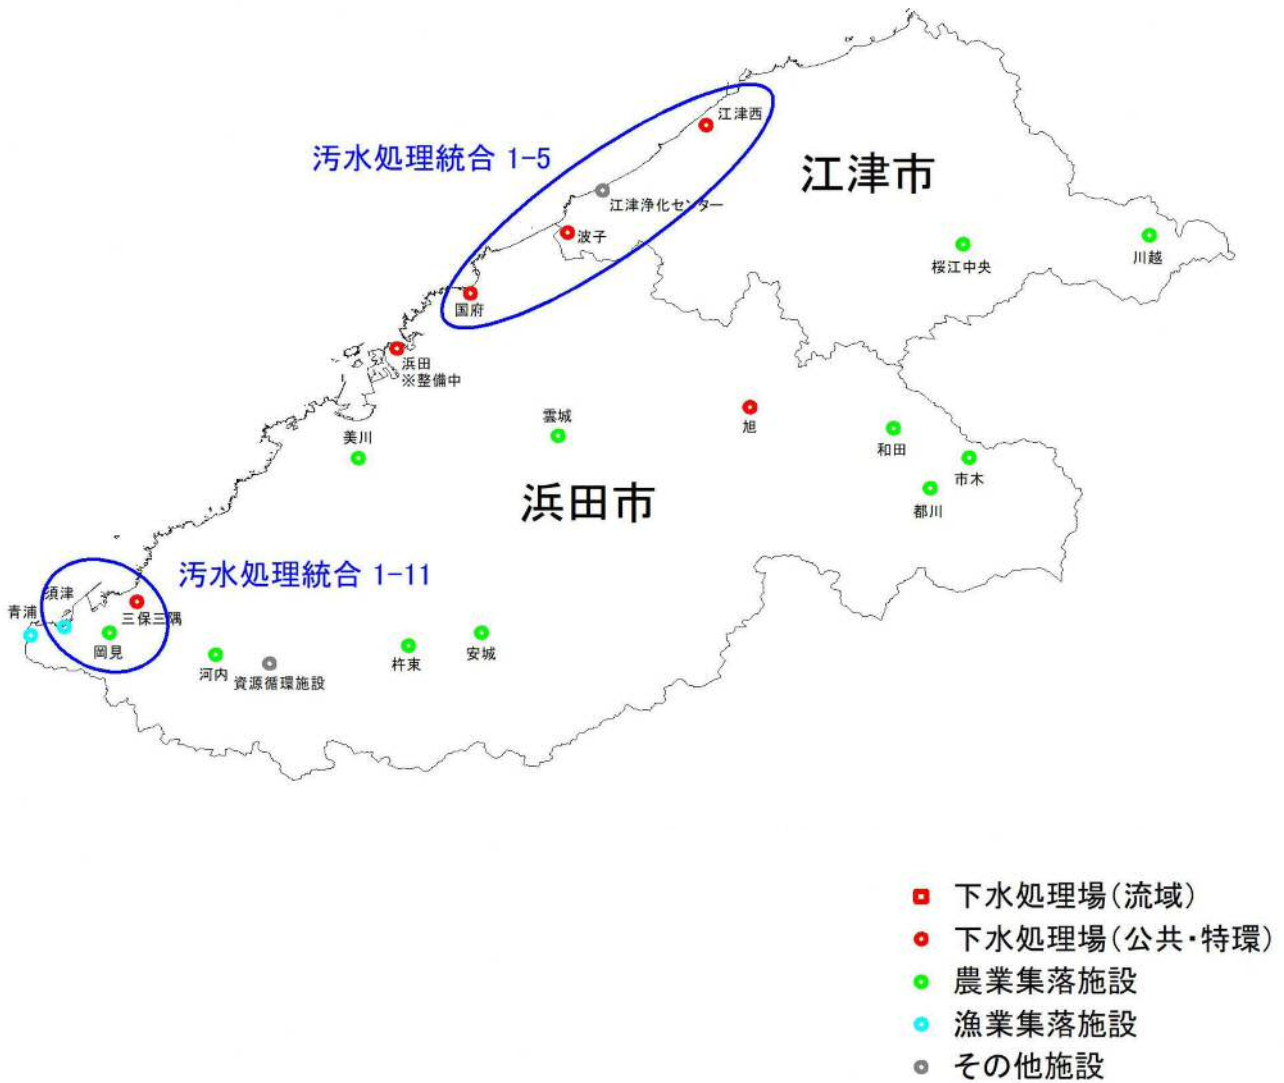 江津西
汚水処理統合 1-5
江津市
江津浄化センター
波子
桜江中央
川越
国府
浜田
※整備中
雲城
旭
美川
和田
市木
都川
浜田市
汚水処理統合 1-11
須津
青浦
三保三隅
岡見
河内
資源循環施設
杵束
安城
下水処理場(流域)
下水処理場(公共・特環)
農業集落施設
漁業集落施設
その他施設